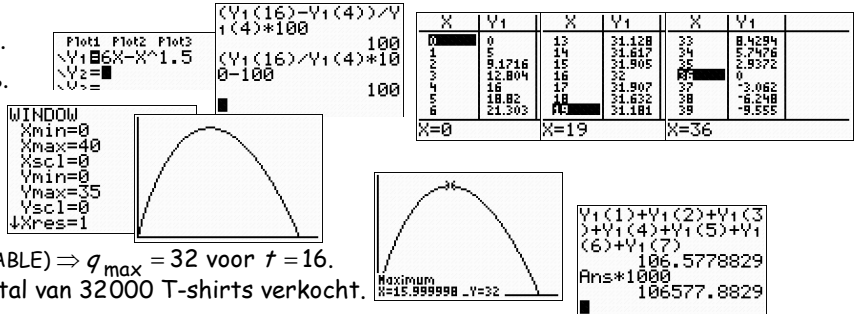 Plot1 Plot2 Plot3
\Y1=6X-X^1.5
\Y2=
(Y1(16)-Y1(4))/Y
1(4)*100
100
(Y1(16)/Y1(4)*10
0-100
100
X Y1
0 0
1 5
2 9.1716
3 12.804
4 16
5 18.82
6 21.303
X=0
X Y1
13 31.128
14 31.617
15 31.905
16 32
17 31.907
18 31.632
19 31.181
X=19
X Y1
33 8.4294
34 5.7476
35 2.9372
36 0
37 -3.062
38 -6.248
39 -9.555
X=36
WINDOW
Xmin=0
Xmax=40
Xscl=0
Ymin=0
Ymax=35
Yscl=0
↓Xres=1
Maximum
X=15.999998 Y=32
Y1(1)+Y1(2)+Y1(3
)+Y1(4)+Y1(5)+Y1
(6)+Y1(7)
106.5778829
Ans*1000
106577.8829
ABLE) ⇒ q max = 32 voor t = 16.
tal van 32000 T-shirts verkocht.